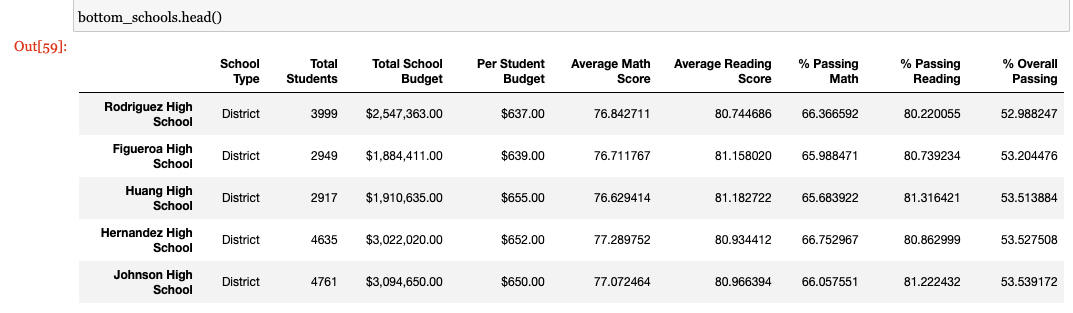 bottom_schools.head()
Out[59]:
School Type Total Students Total School Budget Per Student Budget Average Math Score Average Reading Score % Passing Math % Passing Reading % Overall Passing
Rodriguez High School District 3999 $2,547,363.00 $637.00 76.842711 80.744686 66.366592 80.220055 52.988247
Figueroa High School District 2949 $1,884,411.00 $639.00 76.711767 81.158020 65.988471 80.739234 53.204476
Huang High School District 2917 $1,910,635.00 $655.00 76.629414 81.182722 65.683922 81.316421 53.513884
Hernandez High School District 4635 $3,022,020.00 $652.00 77.289752 80.934412 66.752967 80.862999 53.527508
Johnson High School District 4761 $3,094,650.00 $650.00 77.072464 80.966394 66.057551 81.222432 53.539172